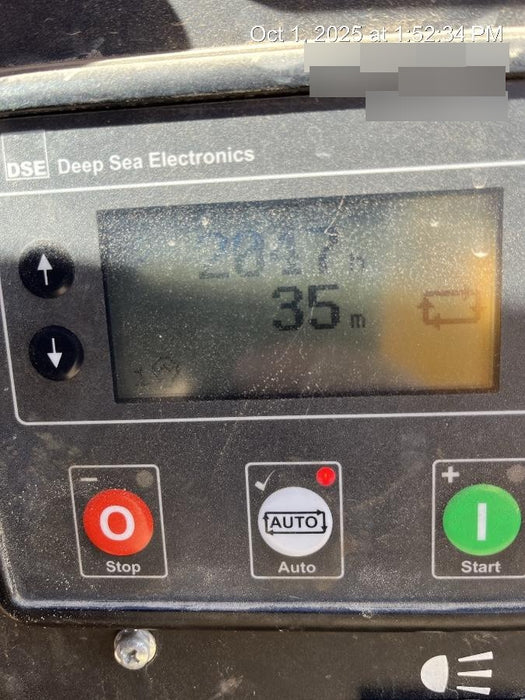 Oct 1, 2025 at 1:52:34 PM
DSE Deep Sea Electronics
2017 h
35 m
- 
O
Stop
AUTO
Auto
+
I
Start